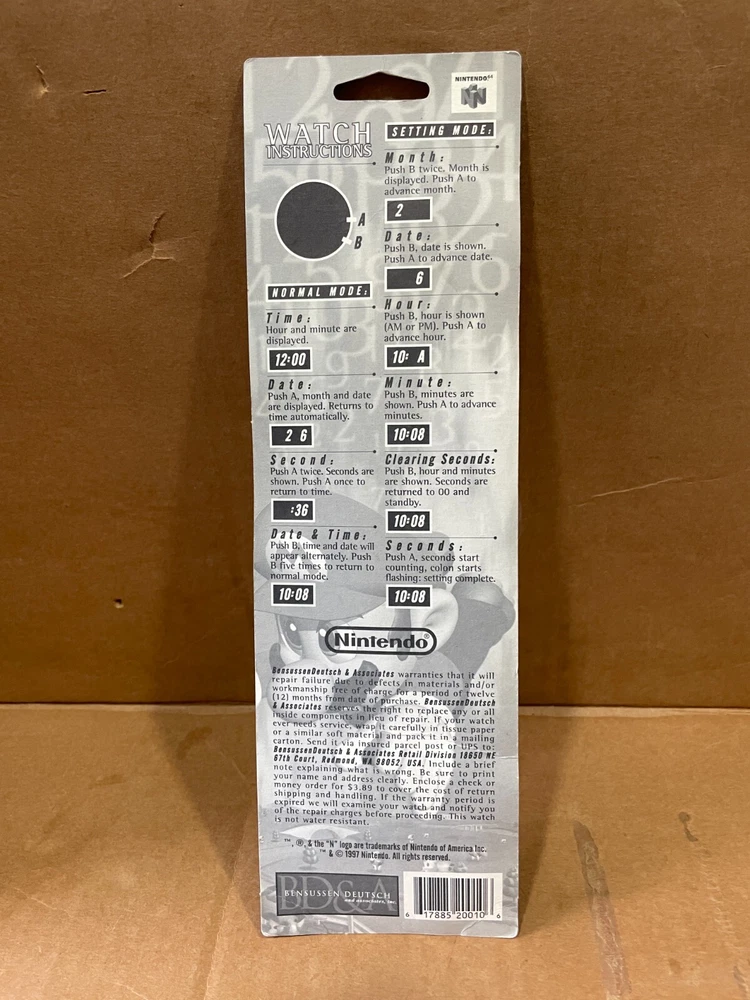 NINTENDO 64
N
WATCH
INSTRUCTIONS
A
B
NORMAL MODE:
Time:
Hour and minute are
displayed.
12:00
Date:
Push A, month and date
are displayed. Returns to
time automatically.
2 6
Second:
Push A twice. Seconds are
shown. Push A once to
return to time.
:36
Date & Time:
Push B, time and date will
appear alternately. Push
B five times to return to
normal mode.
10:08
SETTING MODE:
Month:
Push B twice. Month is
displayed. Push A to
advance month.
2
Date:
Push B, date is shown.
Push A to advance date.
6
Hour:
Push B, hour is shown
(AM or PM). Push A to
advance hour.
10: A
Minute:
Push B, minutes are
shown. Push A to advance
minutes.
10:08
Clearing Seconds:
Push B, hour and minutes
are shown. Seconds are
returned to 00 and
standby.
10:08
Seconds:
Push A, seconds start
counting, colon starts
flashing: setting complete.
10:08
Nintendo®
BensussenDeutsch & Associates warranties that it will
repair failure due to defects in materials and/or
workmanship free of charge for a period of twelve
(12) months from date of purchase. BensussenDeutsch
& Associates reserves the right to replace any or all
inside components in lieu of repair. If your watch
ever needs service, wrap it carefully in tissue paper
or a similar soft material and pack it in a mailing
carton. Send it via insured parcel post or UPS to:
BensussenDeutsch & Associates Retail Division 18650 NE
67th Court, Redmond, WA 98052, USA. Include a brief
note explaining what is wrong. Be sure to print
your name and address clearly. Enclose a check or
money order for $3.89 to cover the cost of return
shipping and handling. If the warranty period is
expired we will examine your watch and notify you
of the repair charges before proceeding. This watch
is not water resistant.
™, ®, & the "N" logo are trademarks of Nintendo of America Inc.
™ & © 1997 Nintendo. All rights reserved.
BD&A
BENSUSSEN DEUTSCH
and associates, inc.
6 17885 20010 6